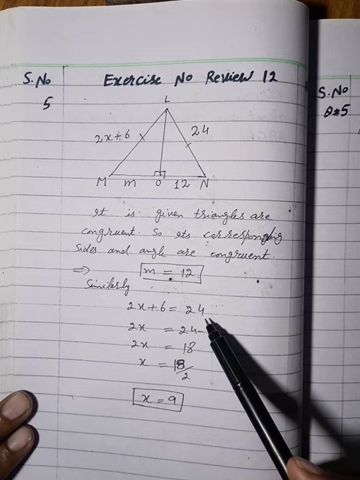 S.No Exercise No Review 12
5
L
2x+6 24
M m O 12 N
It is given triangles are
congruent. So its corresponding
sides and angle are congruent
⇒ m = 12
Similarly
2x+6 = 24
2x = 24-
2x = 18
x = 18/2
x = 9
S.No
Q#5